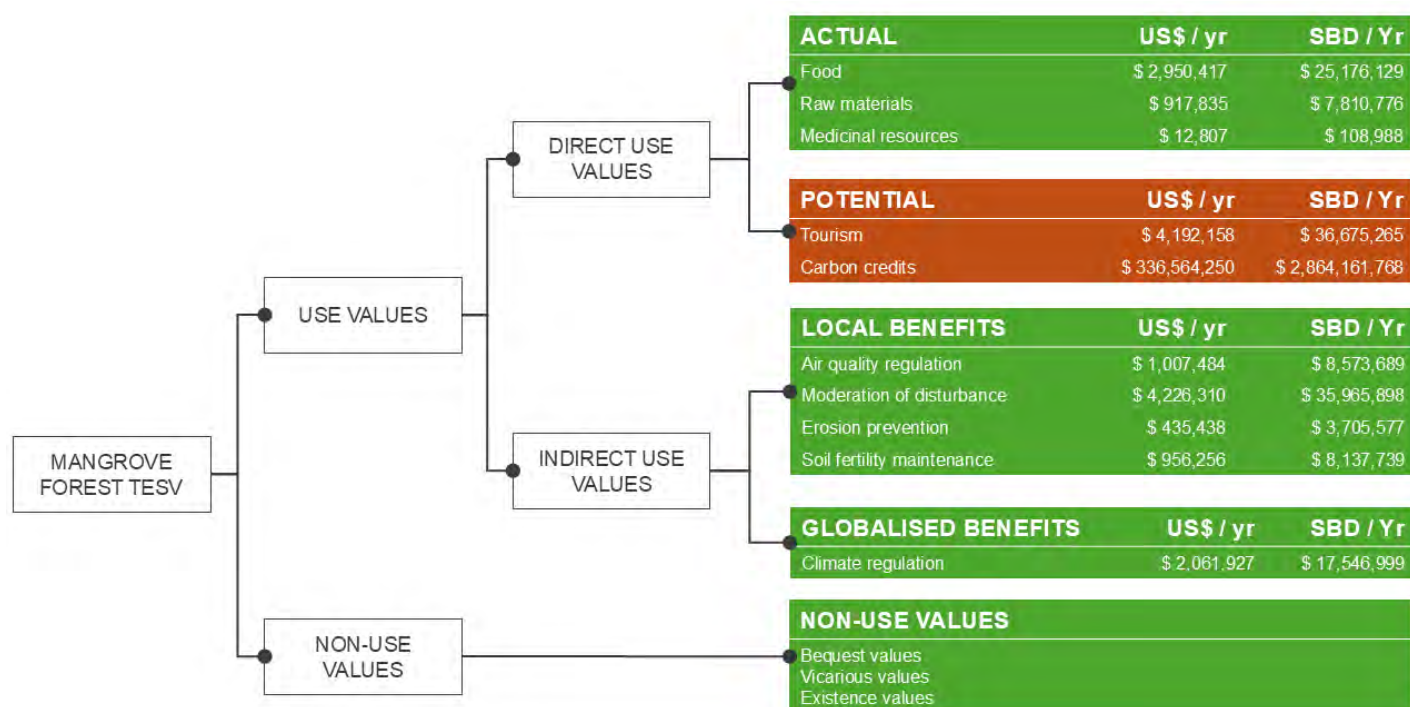 ACTUAL US$ / yr SBD / Yr
Food $ 2,950,417 $ 25,176,129
Raw materials $ 917,835 $ 7,810,776
Medicinal resources $ 12,807 $ 108,988
DIRECT USE
VALUES
POTENTIAL US$ / yr SBD / Yr
Tourism $ 4,192,158 $ 36,675,265
Carbon credits $ 336,564,250 $ 2,864,161,768
USE VALUES
LOCAL BENEFITS US$ / yr SBD / Yr
Air quality regulation $ 1,007,484 $ 8,573,689
Moderation of disturbance $ 4,226,310 $ 35,965,898
Erosion prevention $ 435,438 $ 3,705,577
Soil fertility maintenance $ 956,256 $ 8,137,739
INDIRECT USE
VALUES
MANGROVE
FOREST TESV
GLOBALISED BENEFITS US$ / yr SBD / Yr
Climate regulation $ 2,061,927 $ 17,546,999
NON-USE
VALUES
NON-USE VALUES
Bequest values
Vicarious values
Existence values